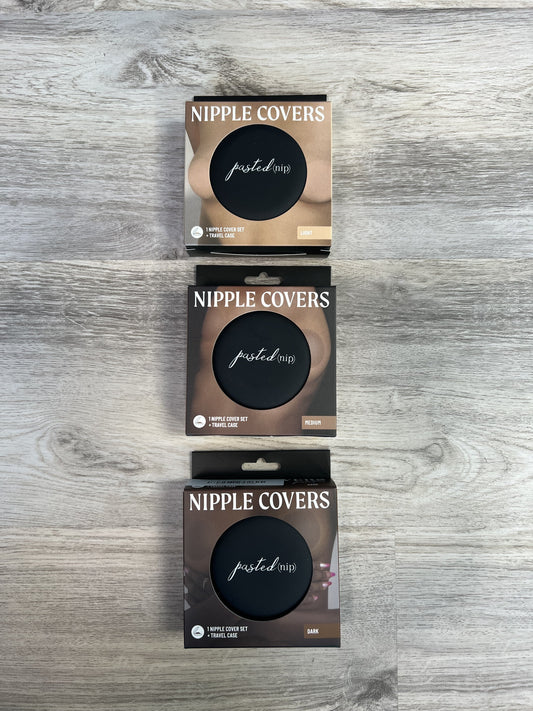 NIPPLE COVERS
pasted (nip)
1 NIPPLE COVER SET
+ TRAVEL CASE
LIGHT
NIPPLE COVERS
pasted (nip)
1 NIPPLE COVER SET
+ TRAVEL CASE
MEDIUM
NIPPLE COVERS
pasted (nip)
1 NIPPLE COVER SET
+ TRAVEL CASE
DARK